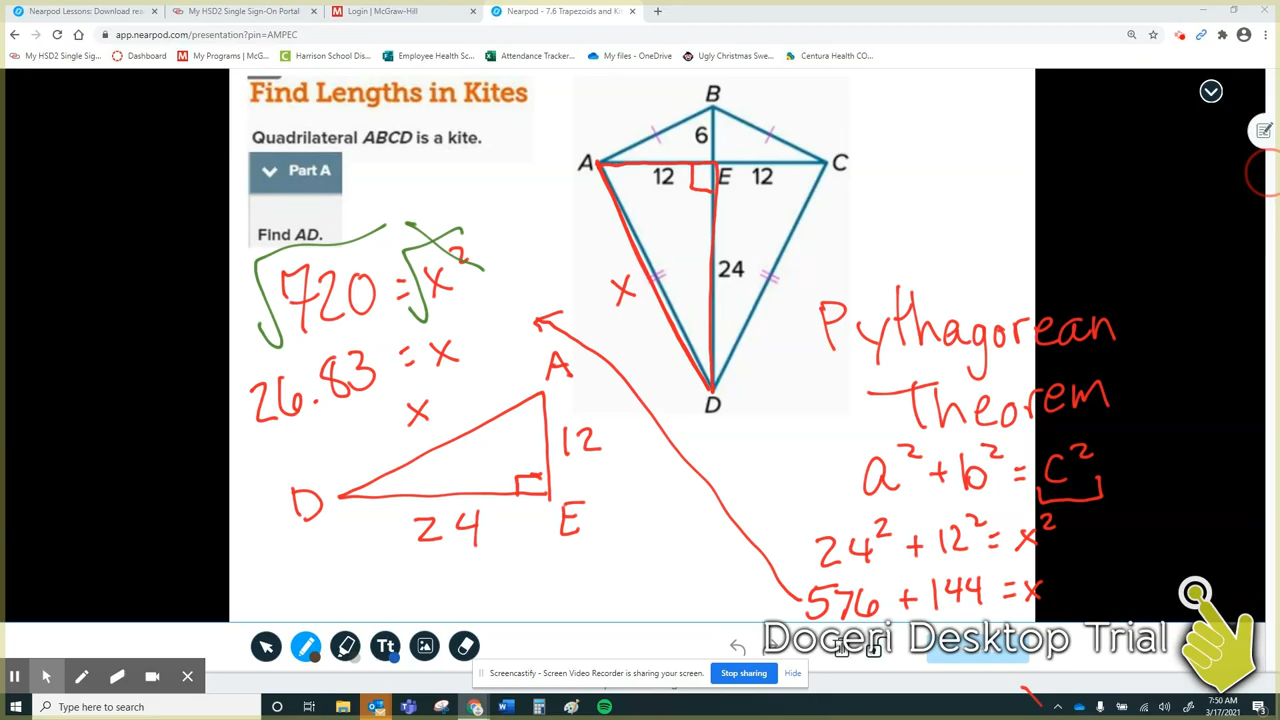 Nearpod Lessons: Download rea
My HSD2 Single Sign-On Portal
Login | McGraw-Hill
Nearpod - 7.6 Trapezoids and Kit
app.nearpod.com/presentation?pin=AMPEC
My HSD2 Single Sig...
Dashboard
My Programs | McG...
Harrison School Dis...
Employee Health Sc...
Attendance Tracker...
My files - OneDrive
Ugly Christmas Swe...
Centura Health CO...
Find Lengths in Kites
Quadrilateral ABCD is a kite.
Part A
Find AD.
B
6
A
12
E
12
C
24
x
D
√720 = √x²
26.83 = x
x
A
12
D
24
E
Pythagorean
Theorem
a² + b² = c²
24² + 12² = x²
576 + 144 = x
Doceri Desktop Trial
Tt
Screencastify - Screen Video Recorder is sharing your screen.
Stop sharing
Hide
Type here to search
7:50 AM
3/17/2021